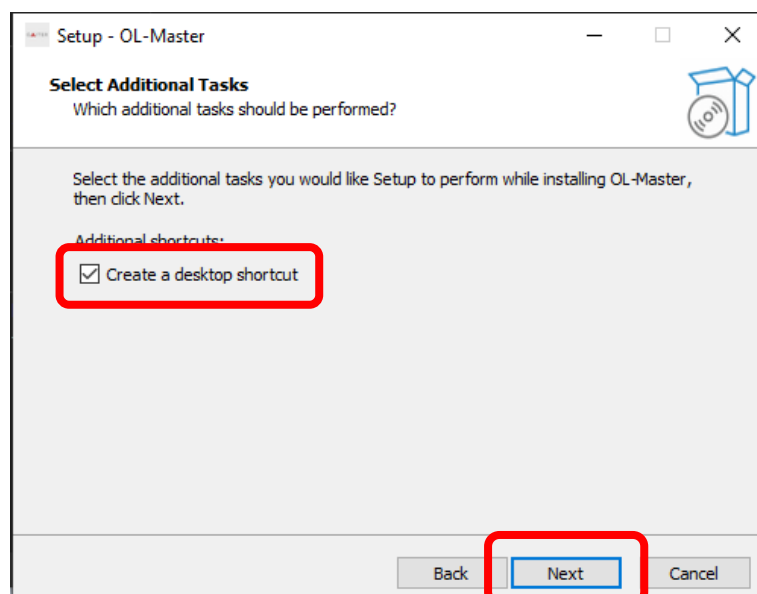 Setup - OL-Master
Select Additional Tasks
Which additional tasks should be performed?
Select the additional tasks you would like Setup to perform while installing OL-Master,
then click Next.
Additional shortcuts:
Create a desktop shortcut
Back Next Cancel